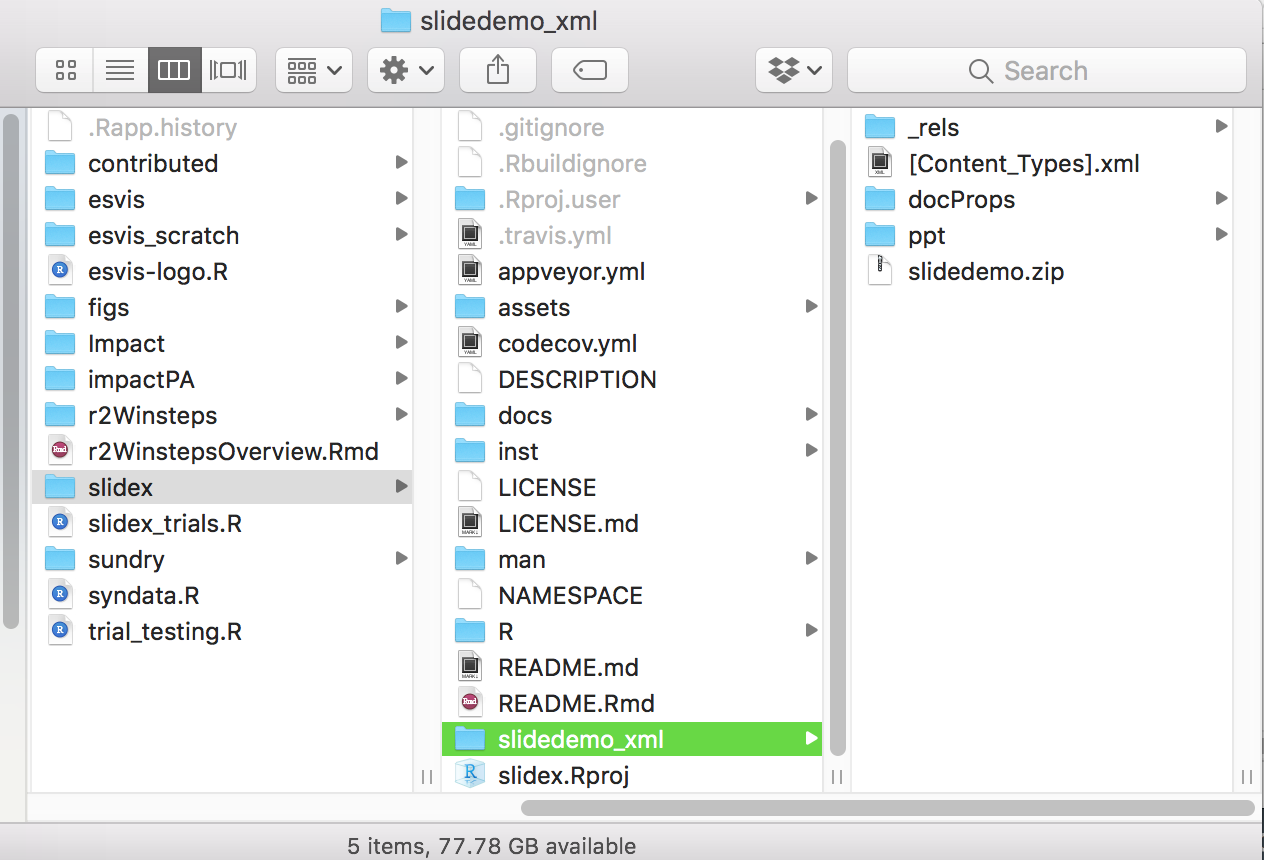 slidedemo_xml
Search
.Rapp.history
contributed
esvis
esvis_scratch
esvis-logo.R
figs
Impact
impactPA
r2Winsteps
r2WinstepsOverview.Rmd
slidex
slidex_trials.R
sundry
syndata.R
trial_testing.R
.gitignore
.Rbuildignore
.Rproj.user
.travis.yml
appveyor.yml
assets
codecov.yml
DESCRIPTION
docs
inst
LICENSE
LICENSE.md
man
NAMESPACE
R
README.md
README.Rmd
slidedemo_xml
slidex.Rproj
_rels
[Content_Types].xml
docProps
ppt
slidedemo.zip
5 items, 77.78 GB available